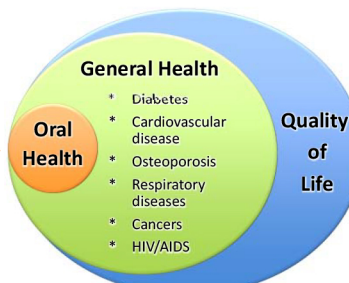 General Health
* Diabetes
* Cardiovascular
disease
* Osteoporosis
* Respiratory
diseases
* Cancers
* HIV/AIDS
Oral
Health
Quality
of
Life